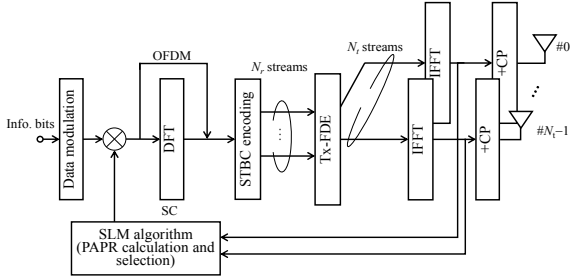 OFDM
N_r streams
N_t streams
IFFT
+CP
#0
Info. bits
Data modulation
DFT
STBC encoding
Tx-FDE
IFFT
+CP
#N_t−1
SC
SLM algorithm
(PAPR calculation and
selection)